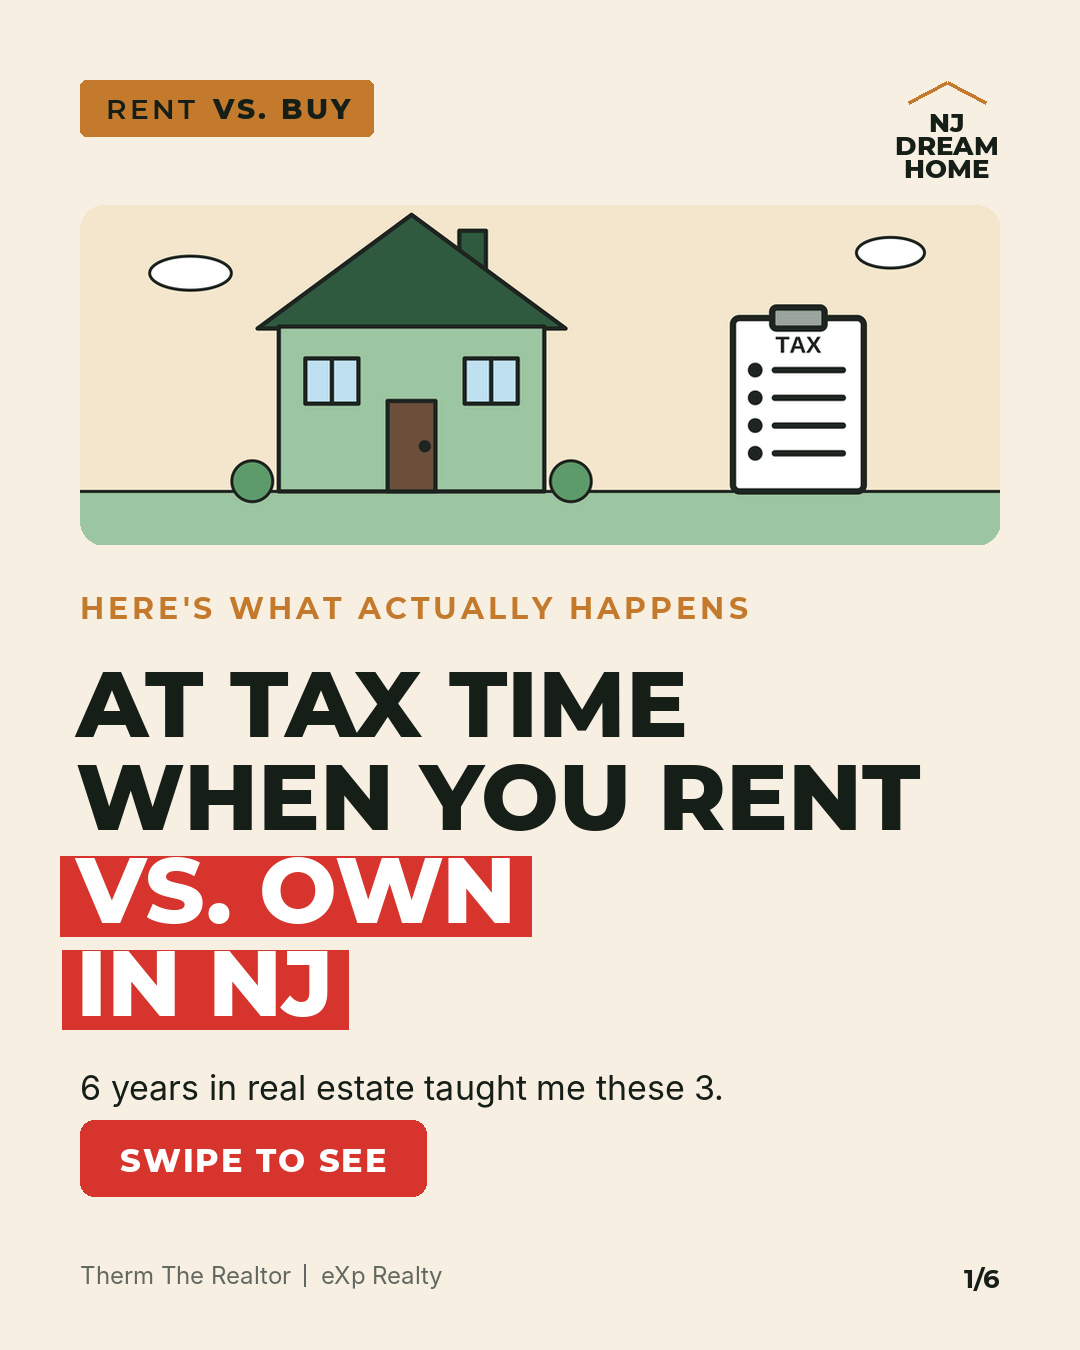 RENT VS. BUY
NJ
DREAM
HOME
TAX
HERE'S WHAT ACTUALLY HAPPENS
AT TAX TIME
WHEN YOU RENT
VS. OWN
IN NJ
6 years in real estate taught me these 3.
SWIPE TO SEE
Therm The Realtor | eXp Realty
1/6